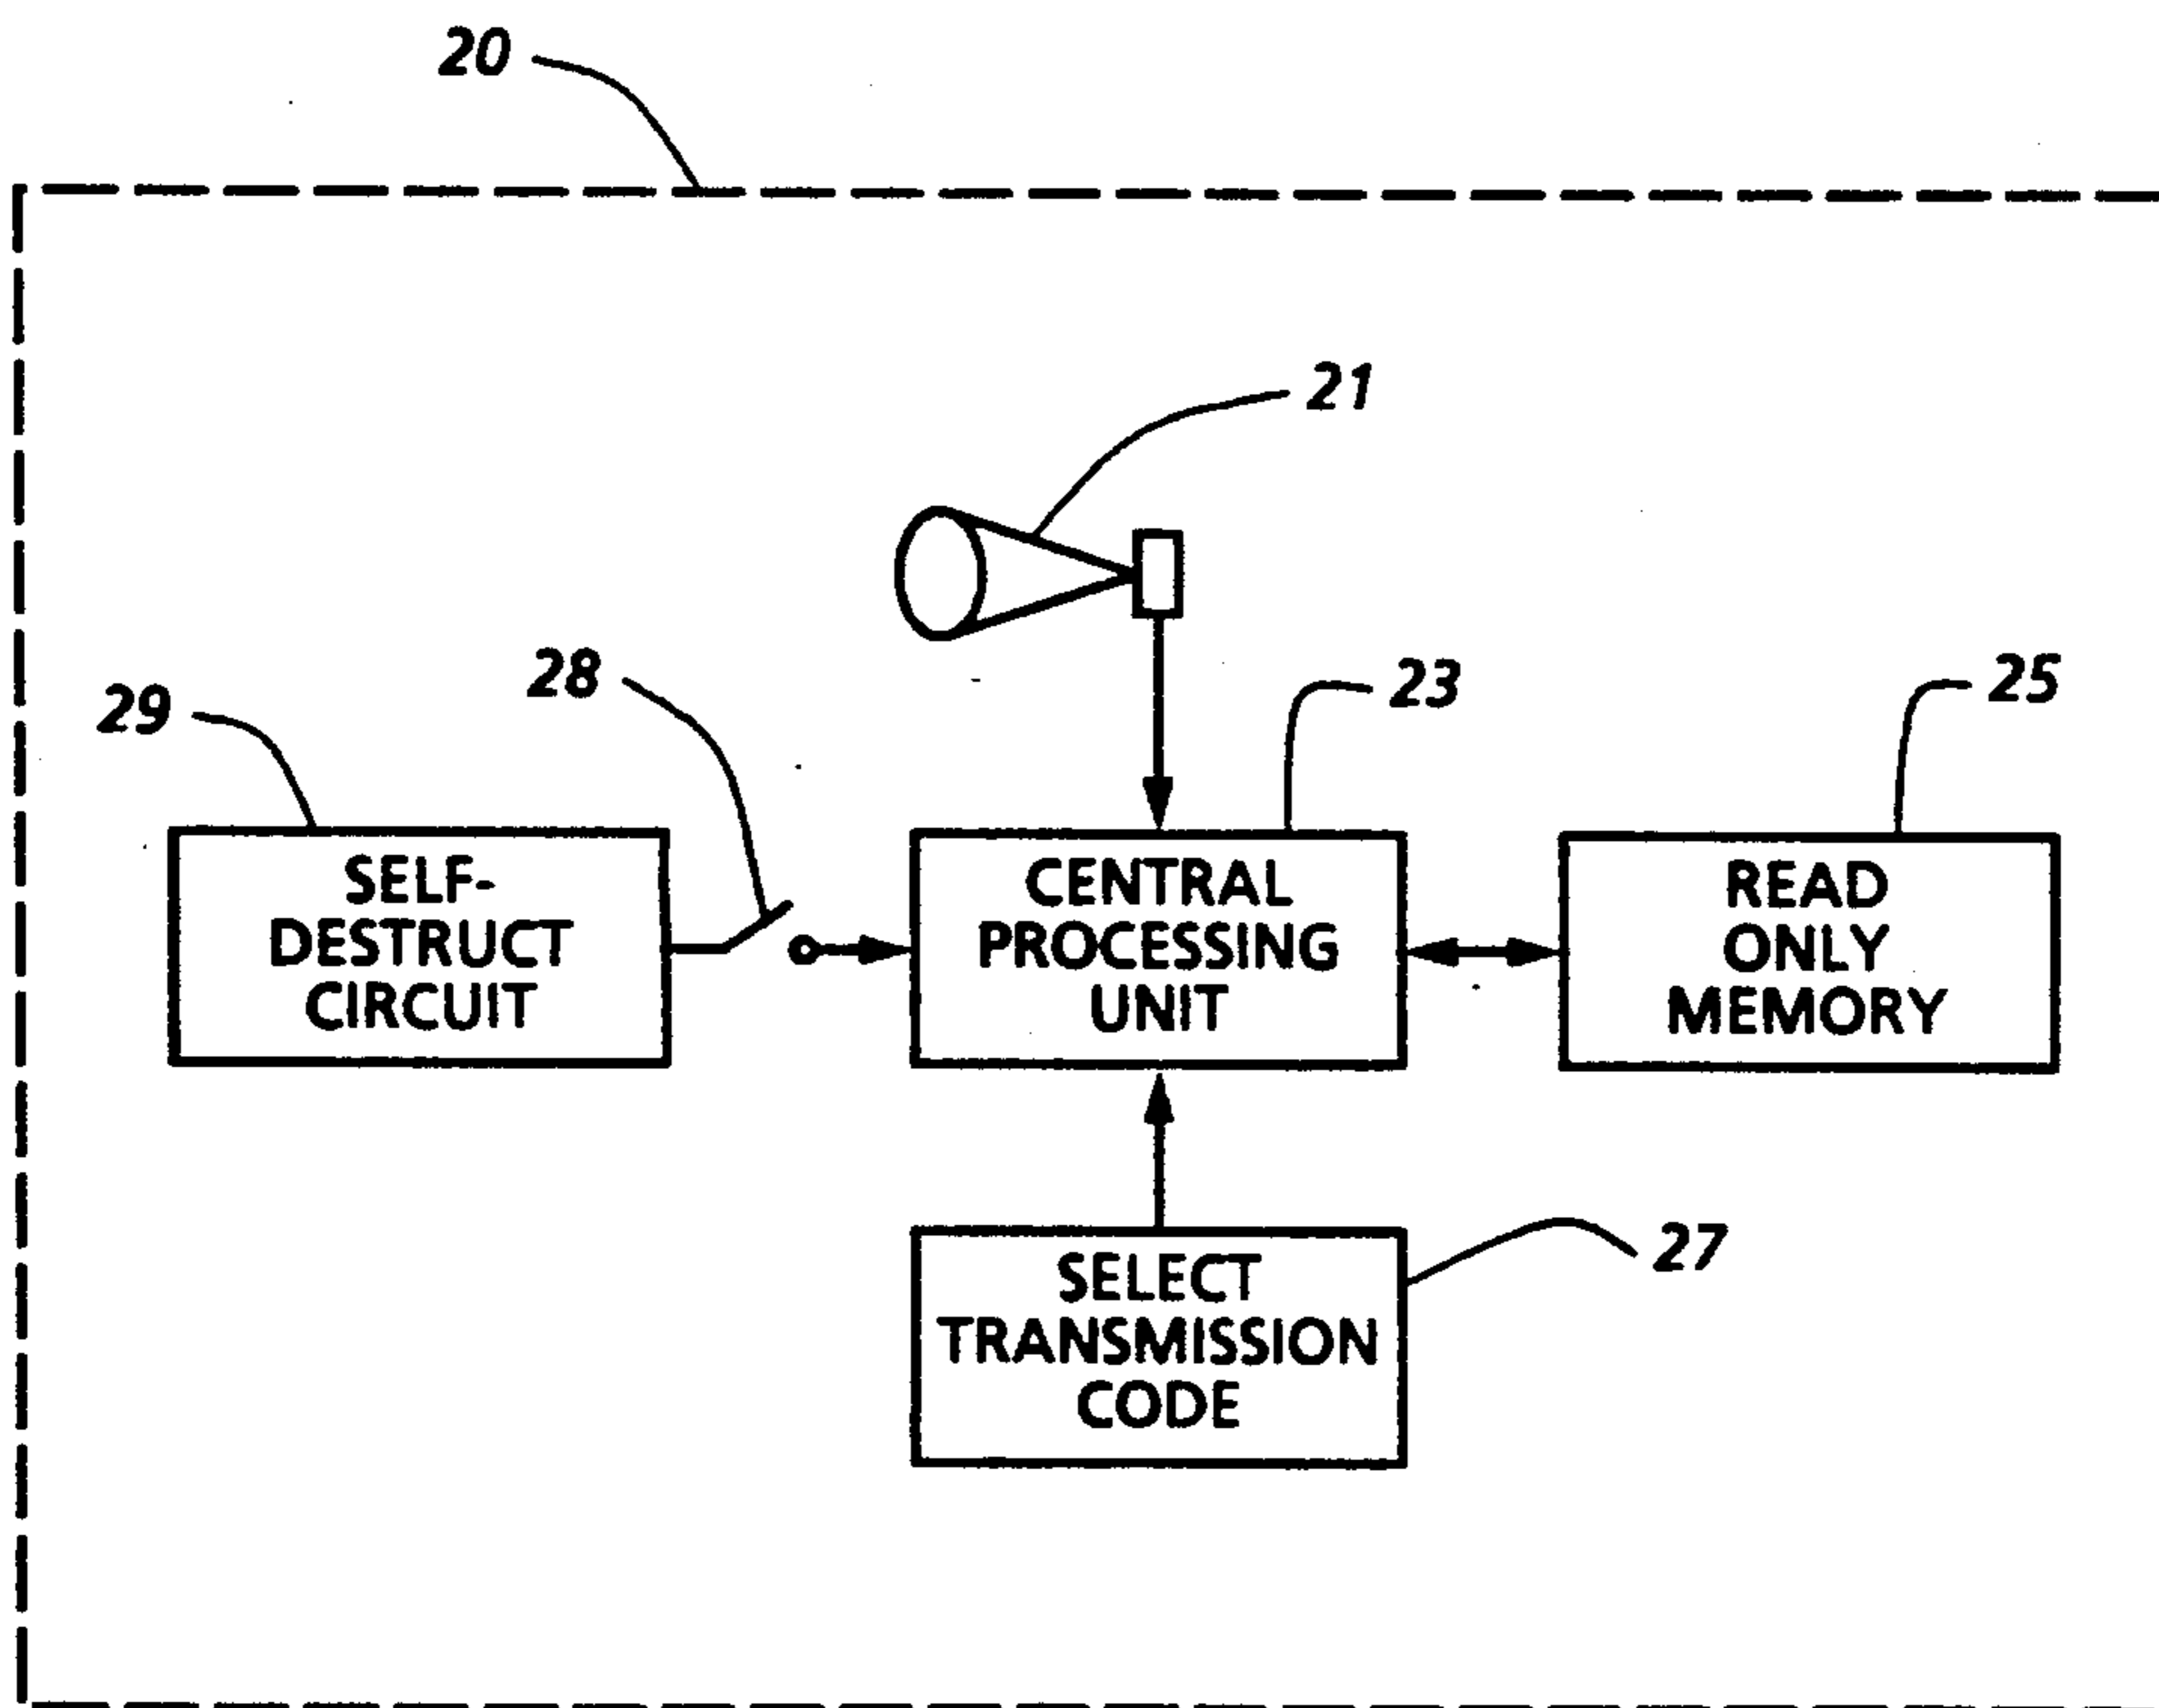 20
21
28
23
25
29
SELF-
DESTRUCT
CIRCUIT
CENTRAL
PROCESSING
UNIT
READ
ONLY
MEMORY
27
SELECT
TRANSMISSION
CODE